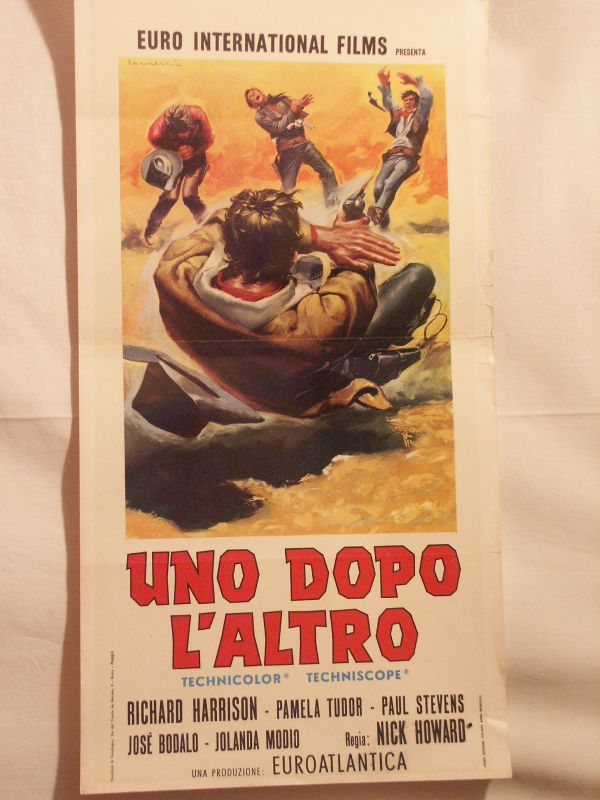 EURO INTERNATIONAL FILMS PRESENTA
UNO DOPO
L'ALTRO
TECHNICOLOR® TECHNISCOPE®
RICHARD HARRISON - PAMELA TUDOR - PAUL STEVENS
JOSÈ BODALO - JOLANDA MODIO Regia: NICK HOWARD
UNA PRODUZIONE: EUROATLANTICA